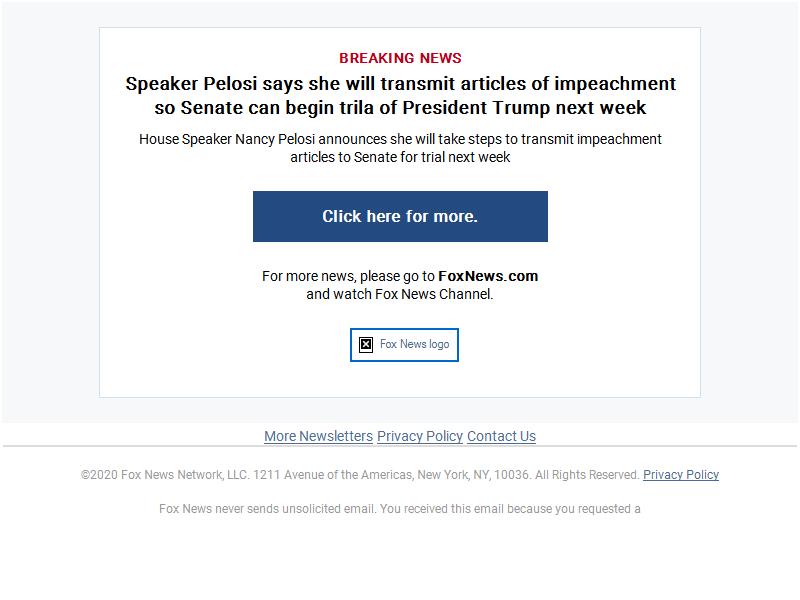 BREAKING NEWS
Speaker Pelosi says she will transmit articles of impeachment
so Senate can begin trila of President Trump next week
House Speaker Nancy Pelosi announces she will take steps to transmit impeachment
articles to Senate for trial next week
Click here for more.
For more news, please go to FoxNews.com
and watch Fox News Channel.
Fox News logo
More Newsletters Privacy Policy Contact Us
©2020 Fox News Network, LLC. 1211 Avenue of the Americas, New York, NY, 10036. All Rights Reserved. Privacy Policy
Fox News never sends unsolicited email. You received this email because you requested a